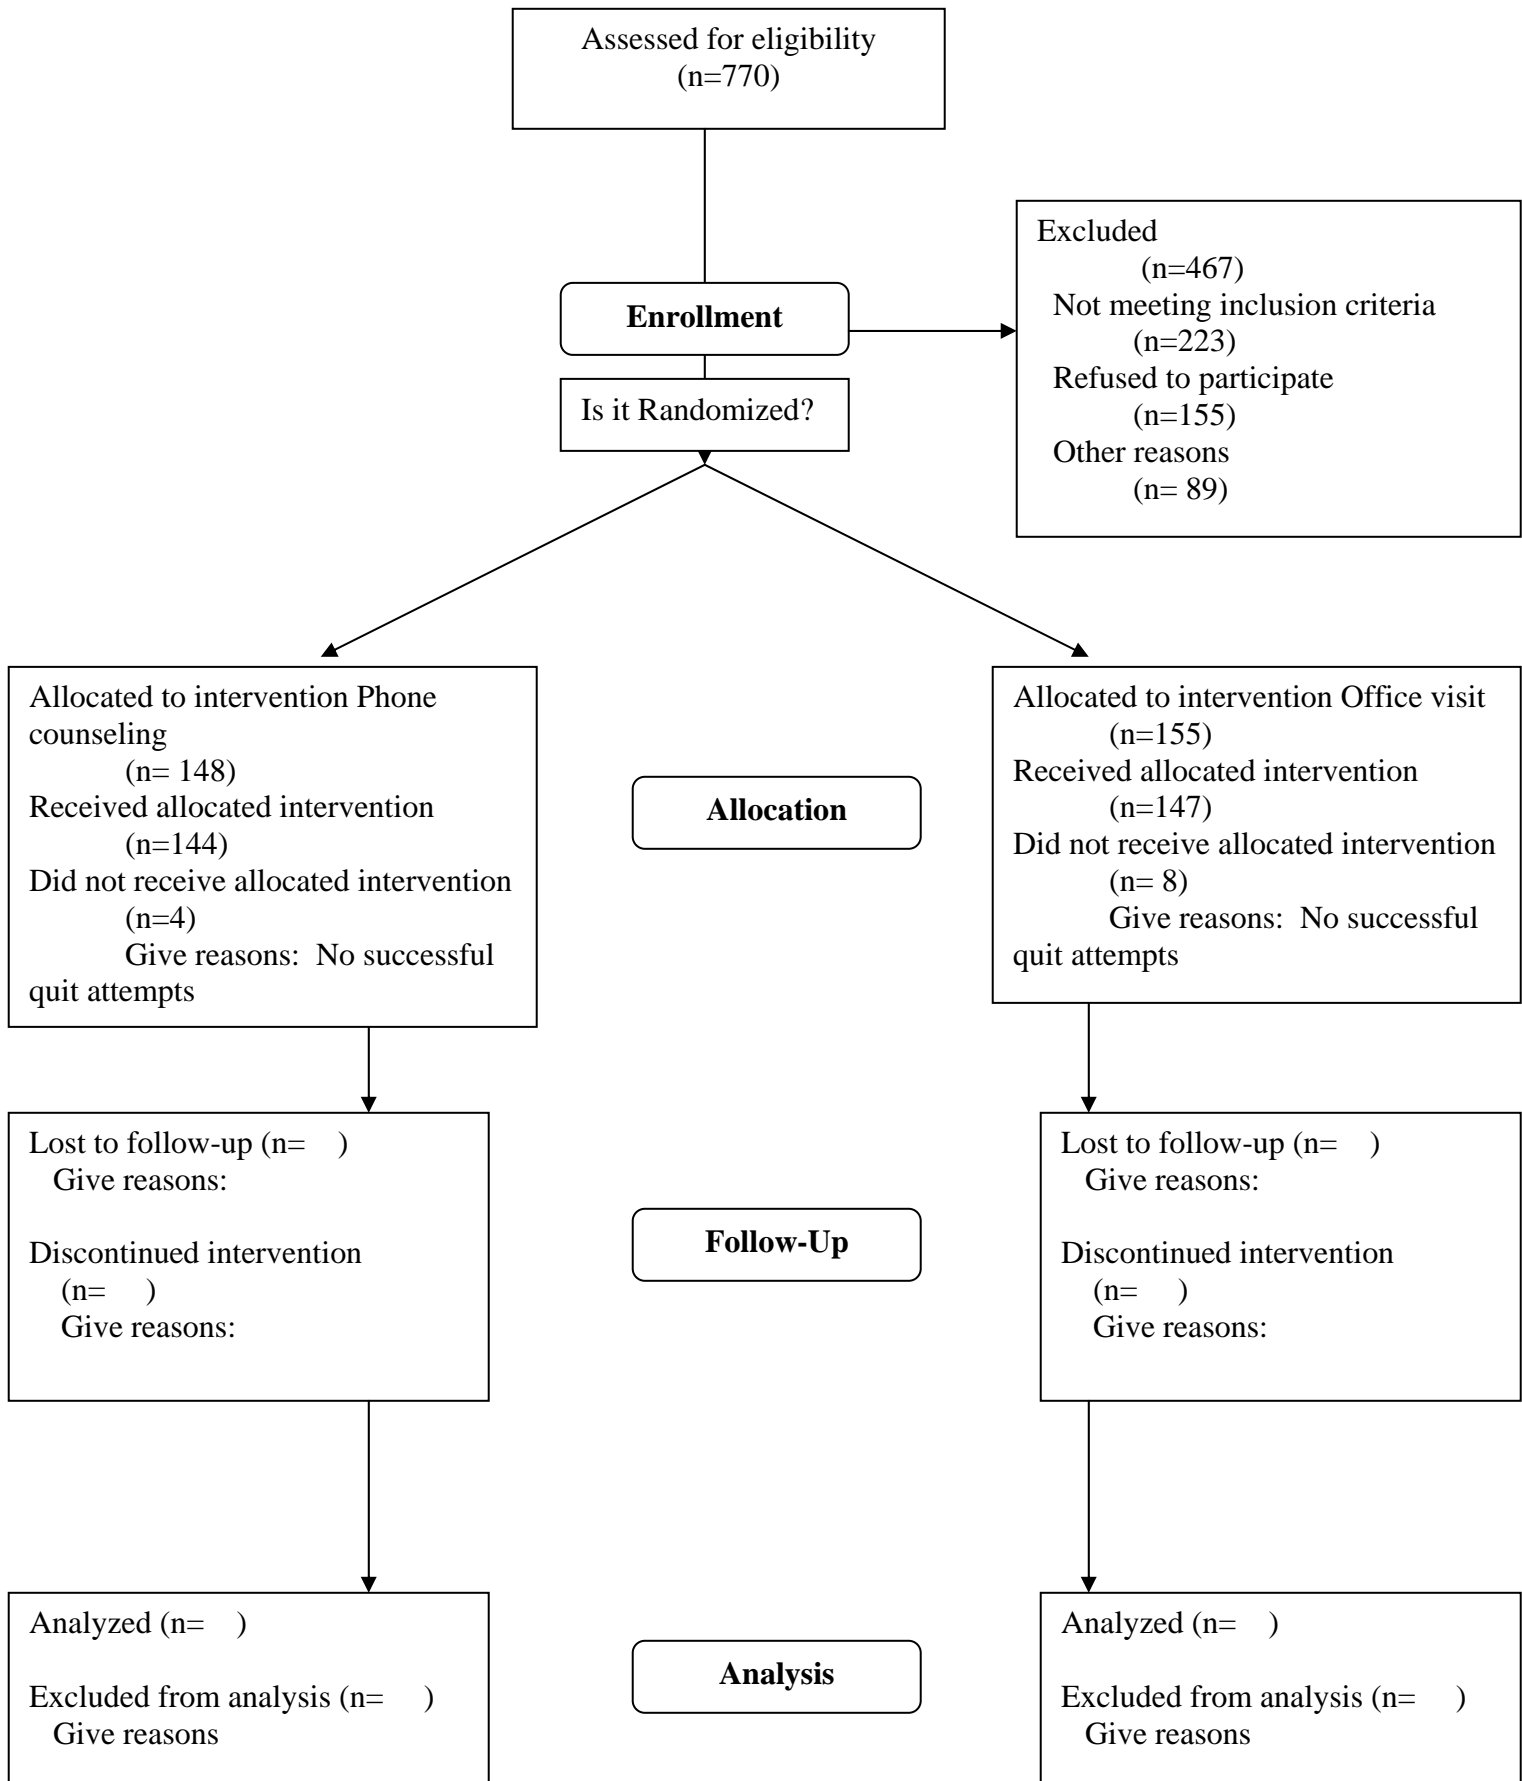 Assessed for eligibility
(n=770)
Excluded
(n=467)
Not meeting inclusion criteria
(n=223)
Refused to participate
(n=155)
Other reasons
(n= 89)
Enrollment
Is it Randomized?
Allocated to intervention Phone
counseling
(n= 148)
Received allocated intervention
(n=144)
Did not receive allocated intervention
(n=4)
Give reasons:  No successful
quit attempts
Allocation
Allocated to intervention Office visit
(n=155)
Received allocated intervention
(n=147)
Did not receive allocated intervention
(n= 8)
Give reasons:  No successful
quit attempts
Lost to follow-up (n=    )
Give reasons:
Discontinued intervention
(n=     )
Give reasons:
Follow-Up
Lost to follow-up (n=    )
Give reasons:
Discontinued intervention
(n=     )
Give reasons:
Analyzed (n=    )
Excluded from analysis (n=     )
Give reasons
Analysis
Analyzed (n=    )
Excluded from analysis (n=     )
Give reasons